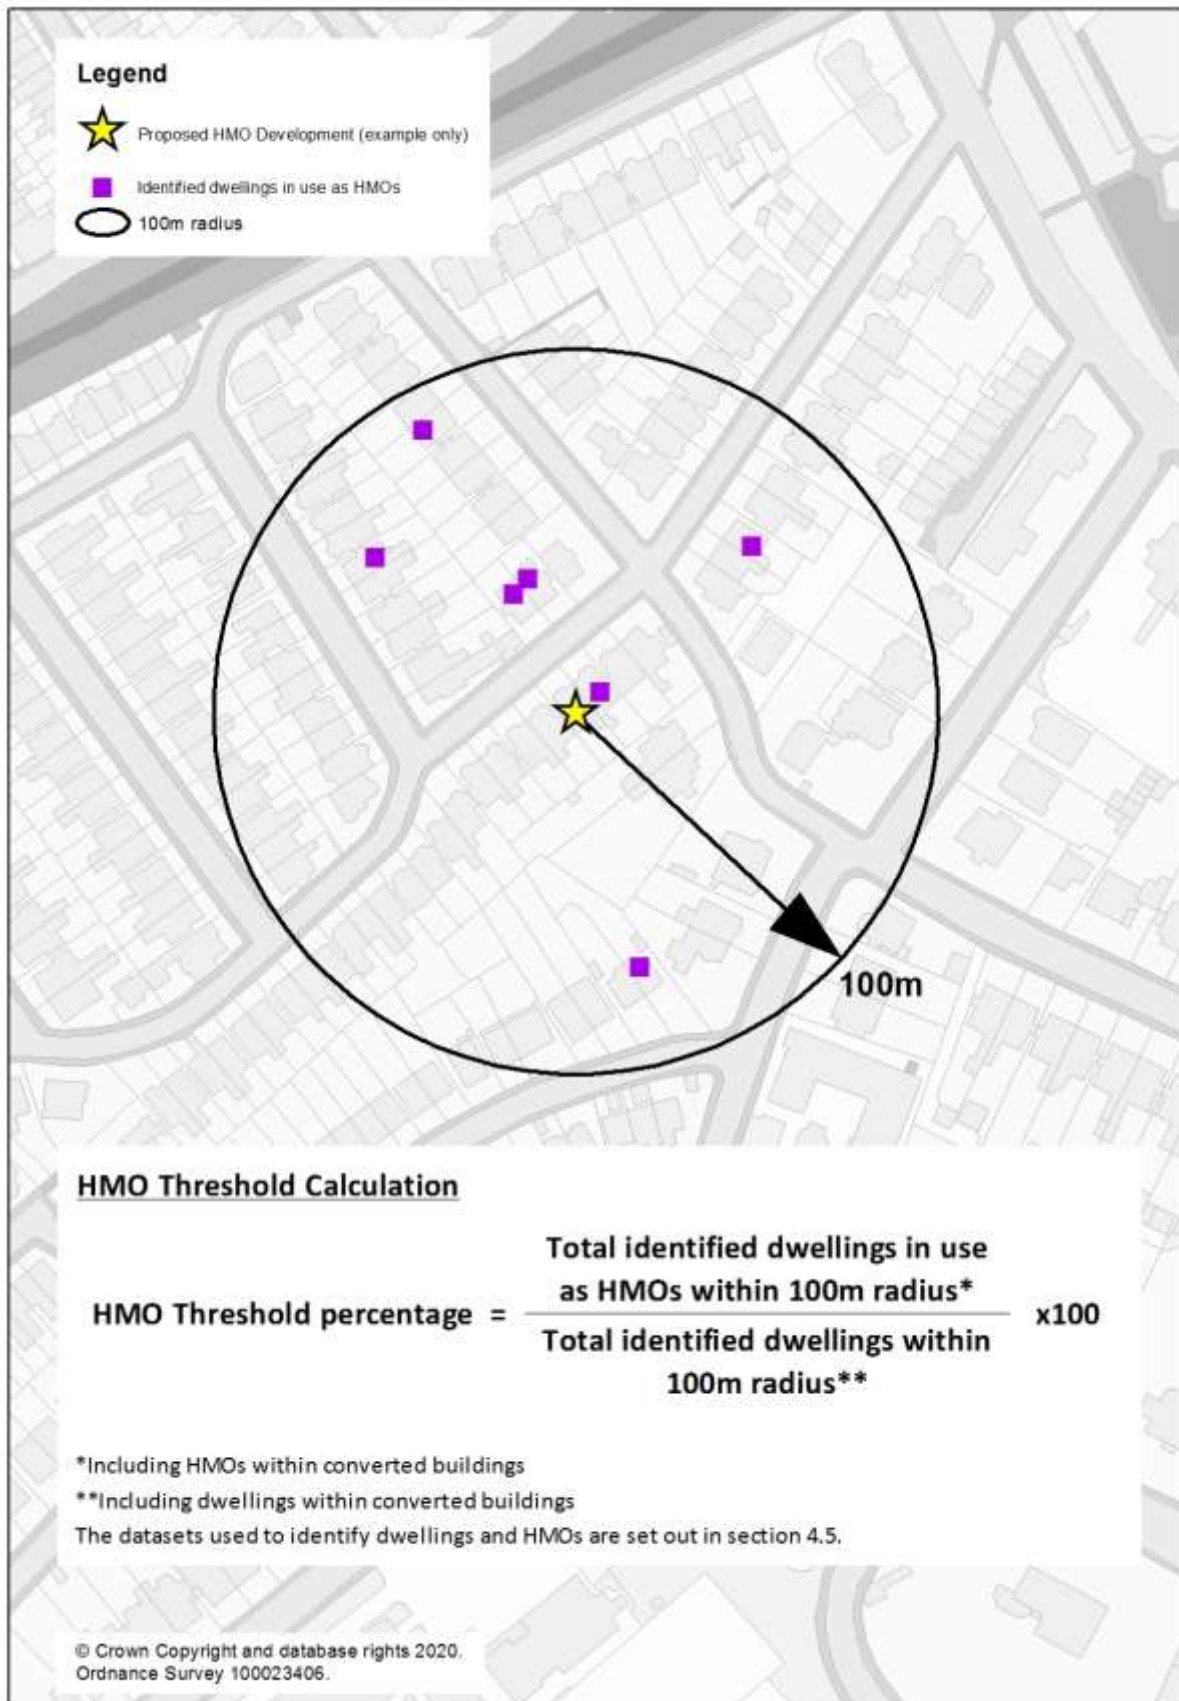 Legend
Proposed HMO Development (example only)
Identified dwellings in use as HMOs
100m radius
100m
HMO Threshold Calculation
Total identified dwellings in use
as HMOs within 100m radius*
HMO Threshold percentage = x100
Total identified dwellings within
100m radius**
*Including HMOs within converted buildings
**Including dwellings within converted buildings
The datasets used to identify dwellings and HMOs are set out in section 4.5.
© Crown Copyright and database rights 2020.
Ordnance Survey 100023406.